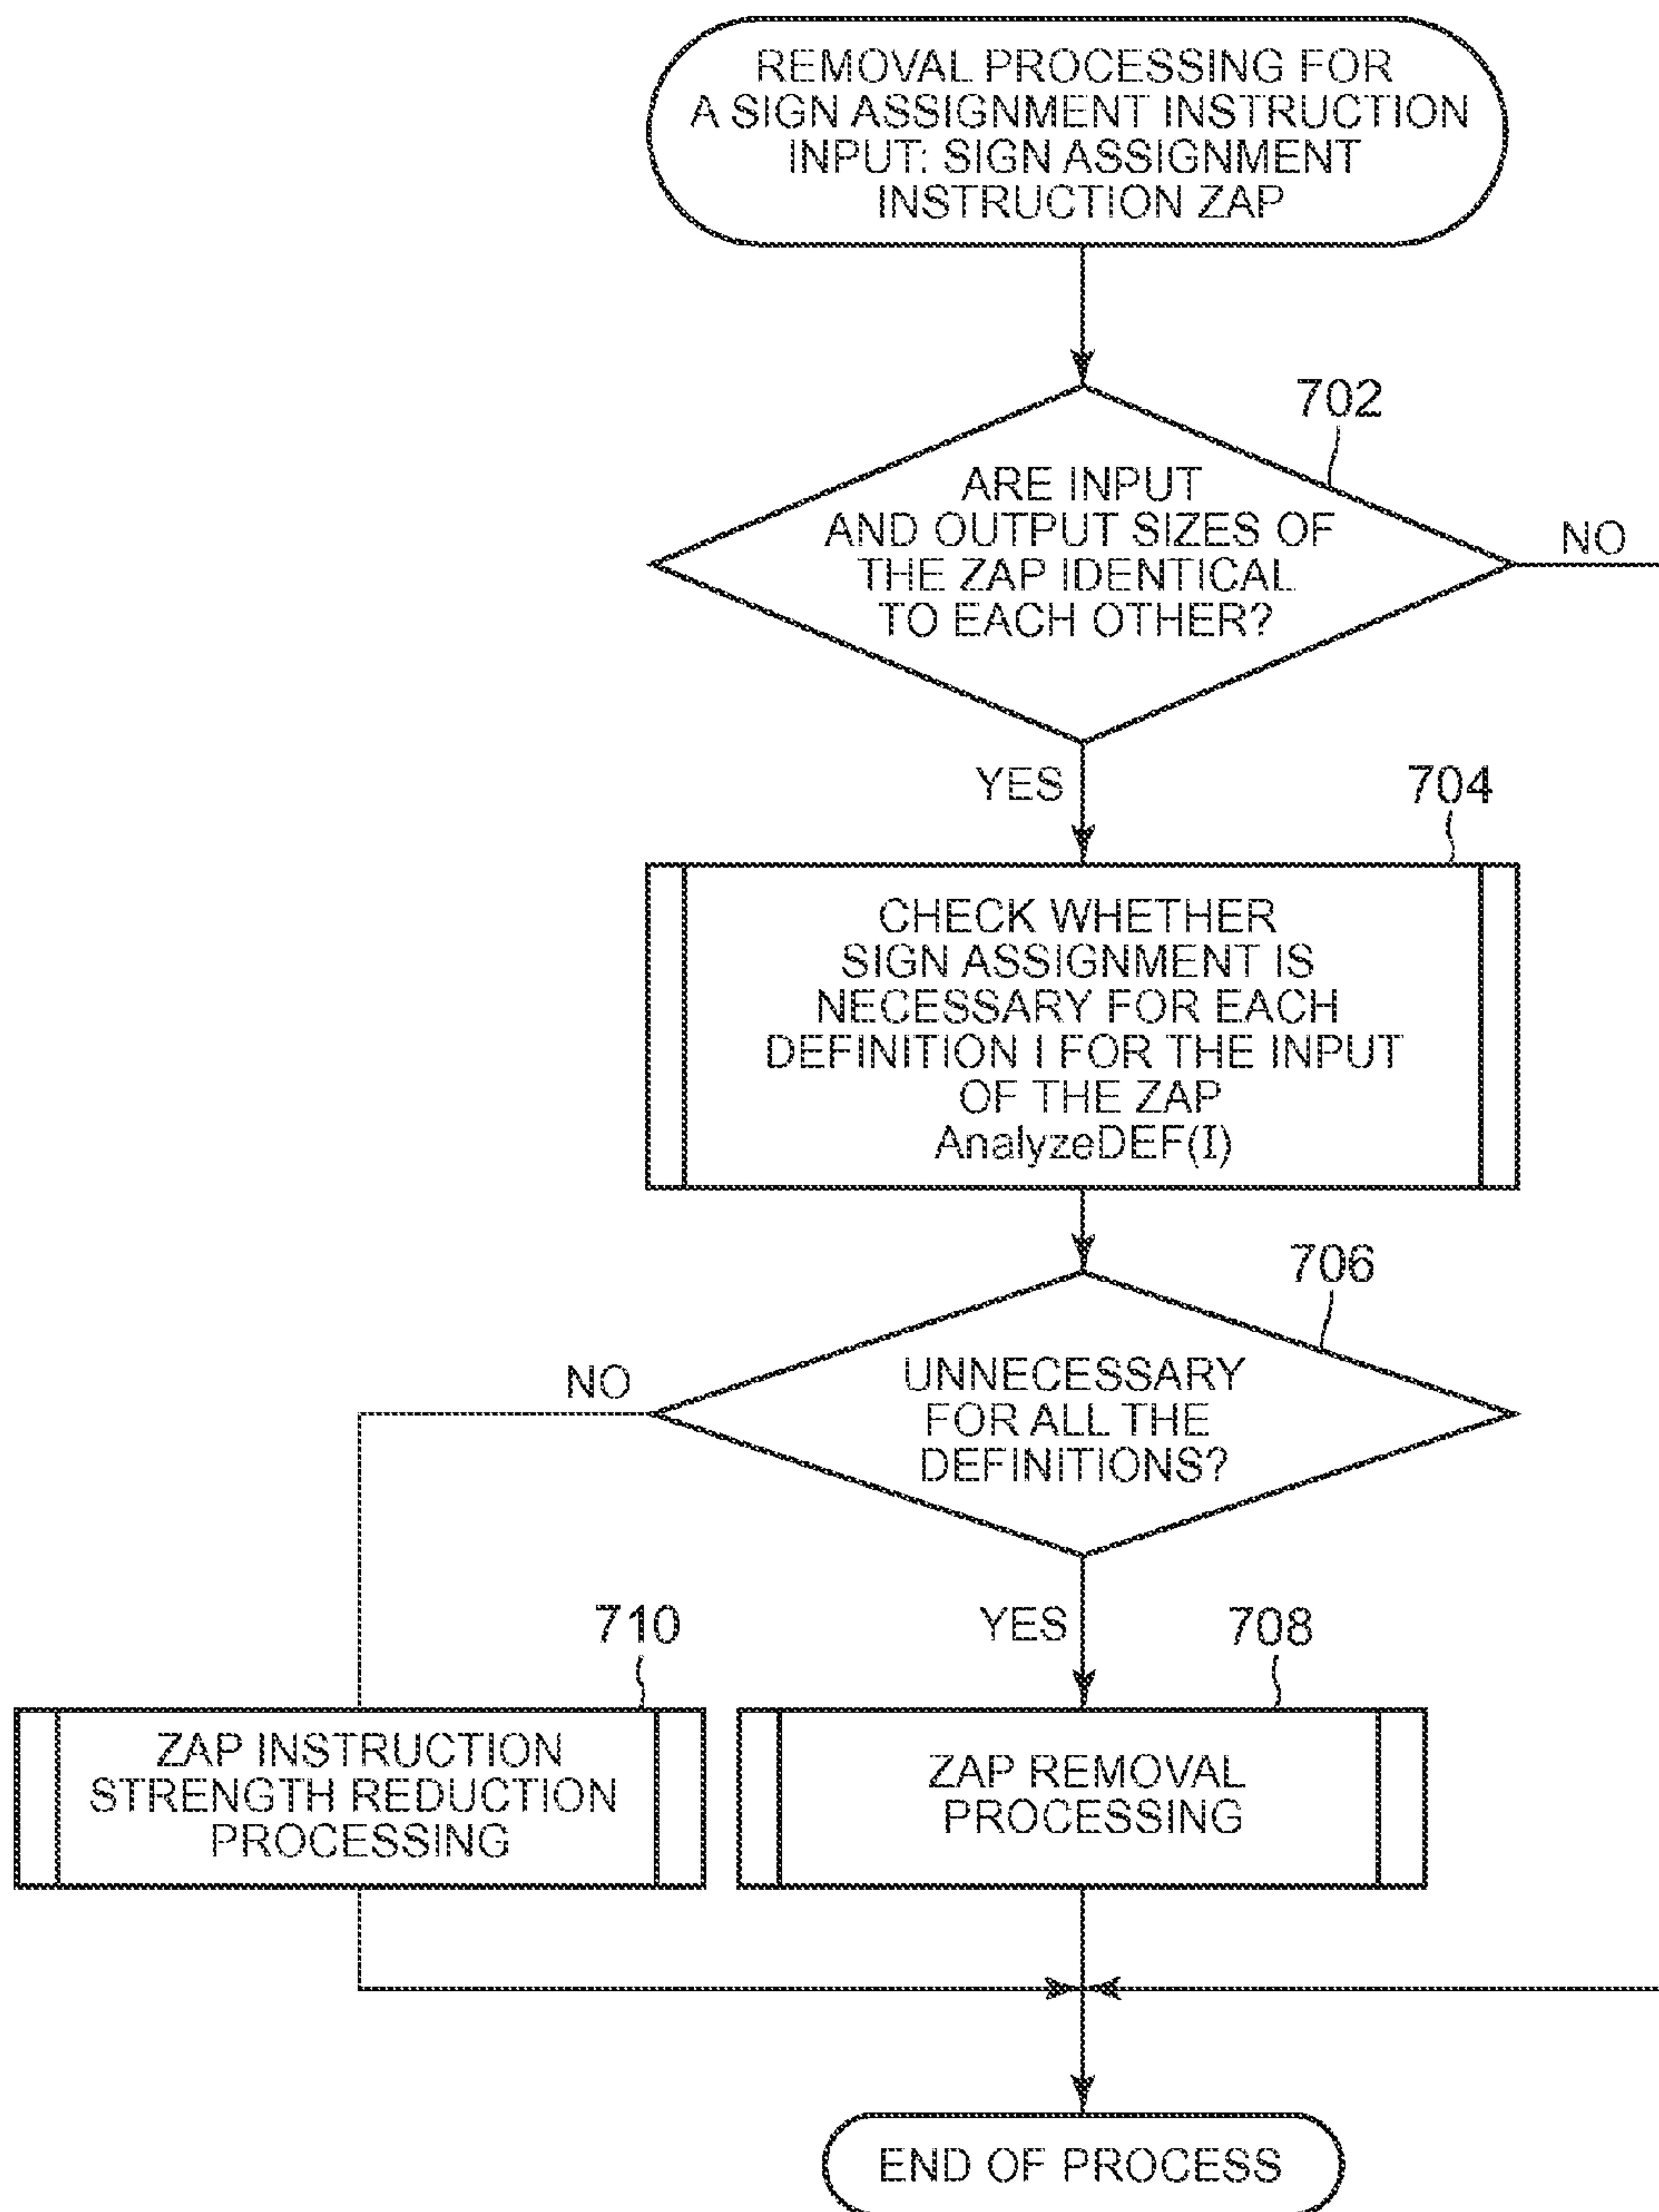 REMOVAL PROCESSING FOR
A SIGN ASSIGNMENT INSTRUCTION
INPUT: SIGN ASSIGNMENT
INSTRUCTION ZAP
702
ARE INPUT
AND OUTPUT SIZES OF
THE ZAP IDENTICAL
TO EACH OTHER?
NO
YES
704
CHECK WHETHER
SIGN ASSIGNMENT IS
NECESSARY FOR EACH
DEFINITION I FOR THE INPUT
OF THE ZAP
AnalyzeDEF(I)
706
UNNECESSARY
FOR ALL THE
DEFINITIONS?
NO
YES
710
ZAP INSTRUCTION
STRENGTH REDUCTION
PROCESSING
708
ZAP REMOVAL
PROCESSING
END OF PROCESS